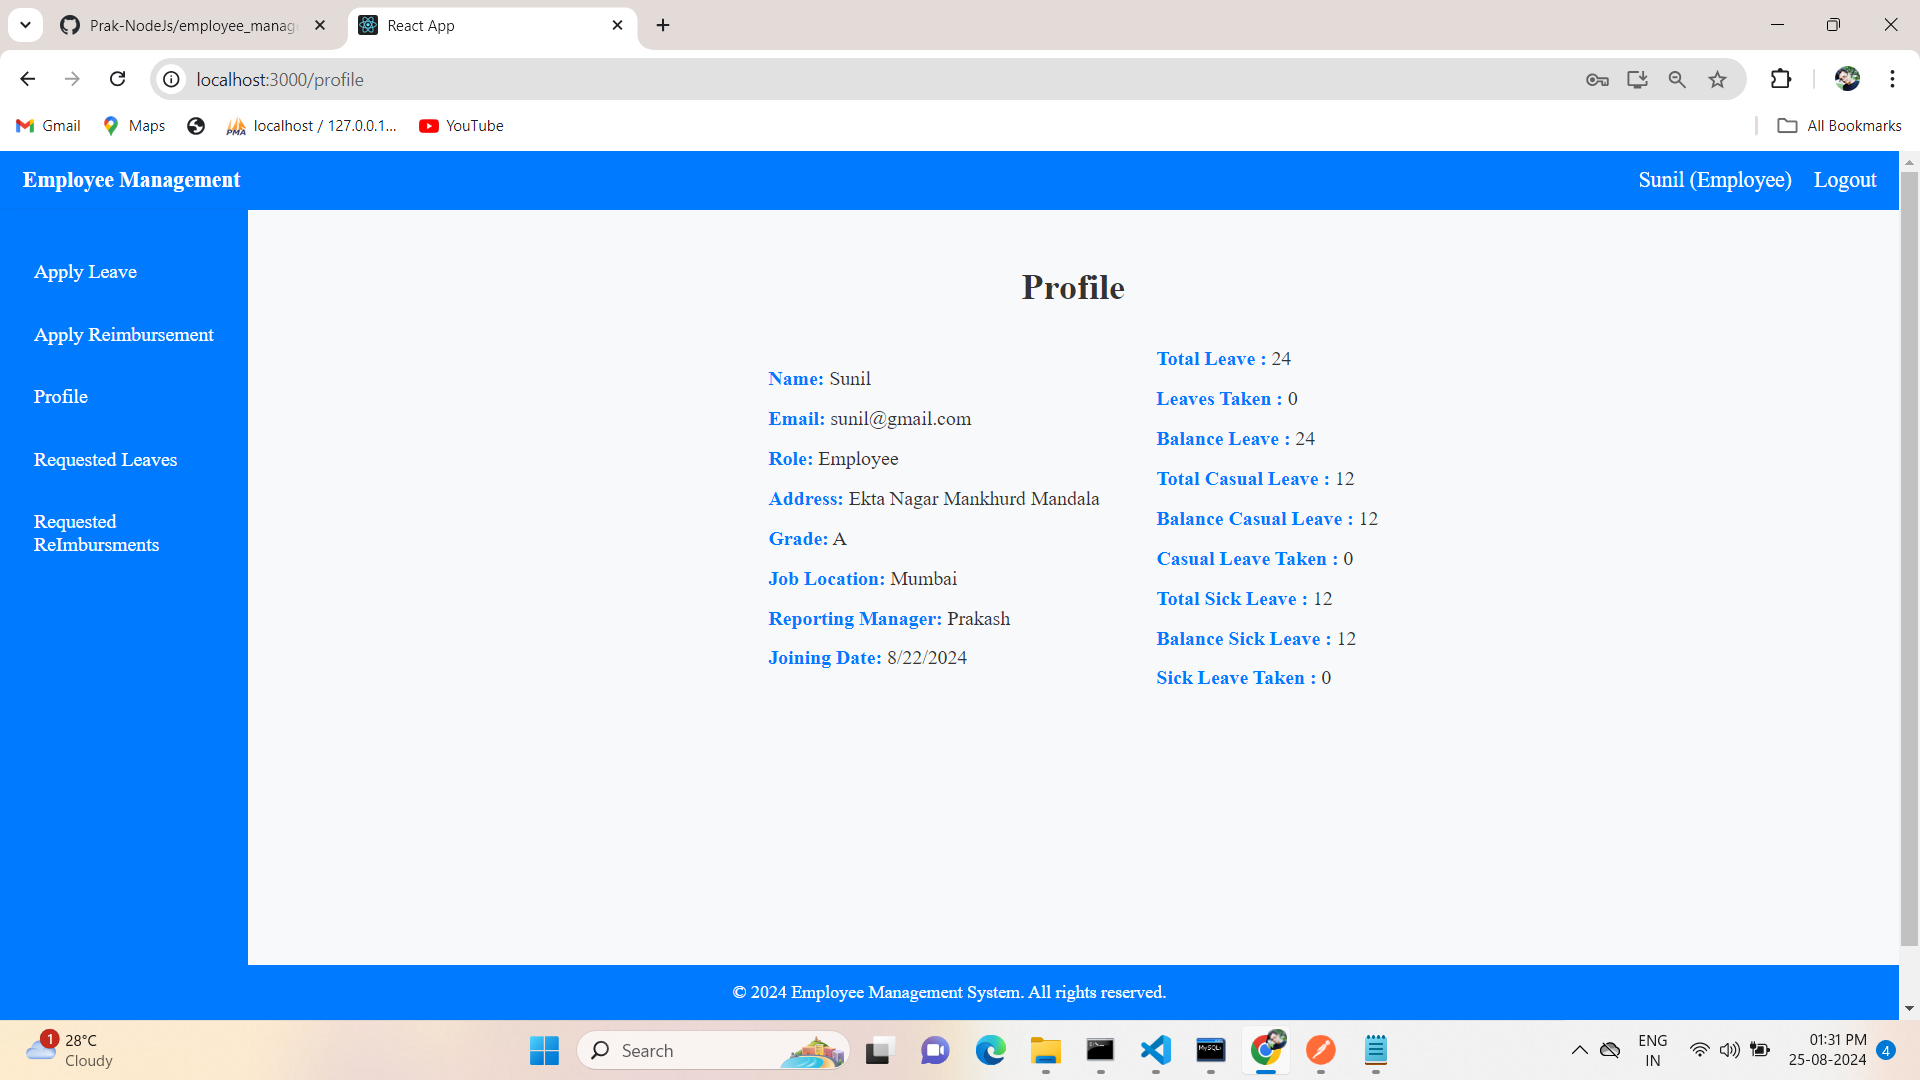 Prak-NodeJs/employee_manag
React App
localhost:3000/profile
Gmail
Maps
localhost / 127.0.0.1...
YouTube
All Bookmarks
Employee Management
Sunil (Employee)
Logout
Apply Leave
Apply Reimbursement
Profile
Requested Leaves
Requested
ReImbursments
Profile
Name: Sunil
Email: sunil@gmail.com
Role: Employee
Address: Ekta Nagar Mankhurd Mandala
Grade: A
Job Location: Mumbai
Reporting Manager: Prakash
Joining Date: 8/22/2024
Total Leave : 24
Leaves Taken : 0
Balance Leave : 24
Total Casual Leave : 12
Balance Casual Leave : 12
Casual Leave Taken : 0
Total Sick Leave : 12
Balance Sick Leave : 12
Sick Leave Taken : 0
© 2024 Employee Management System. All rights reserved.
1
28°C
Cloudy
Search
ENG
IN
01:31 PM
25-08-2024
4